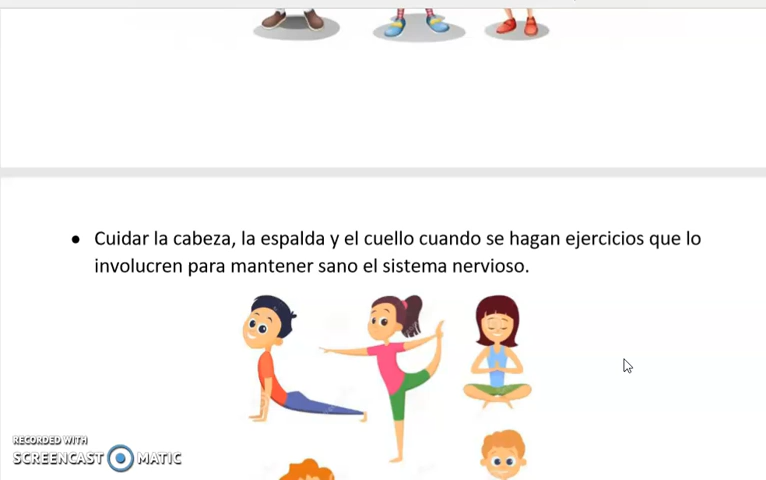 • Cuidar la cabeza, la espalda y el cuello cuando se hagan ejercicios que lo
involucren para mantener sano el sistema nervioso.
RECORDED WITH
SCREENCAST MATIC